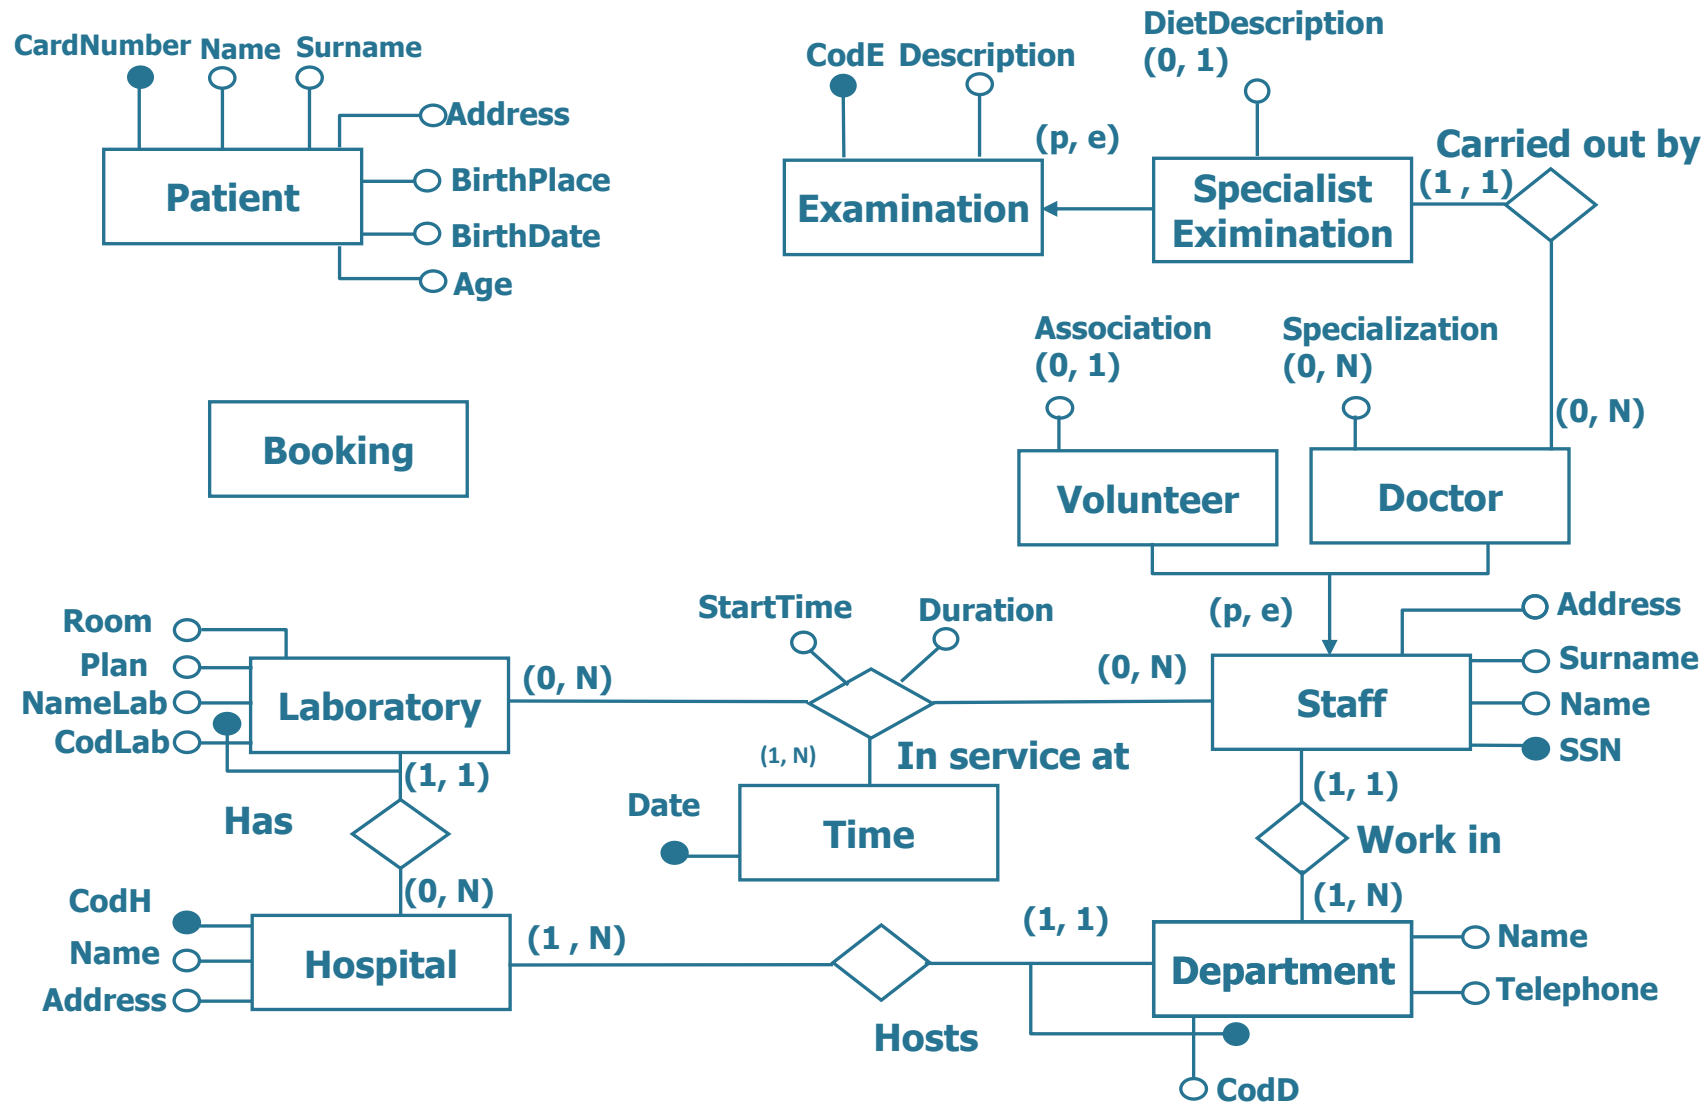 CardNumber
Name
Surname
Address
Patient
BirthPlace
BirthDate
Age
CodE
Description
DietDescription
(0, 1)
(p, e)
Examination
Specialist
Eximination
Carried out by
(1 , 1)
(0, N)
Association
(0, 1)
Specialization
(0, N)
Volunteer
Doctor
Booking
(p, e)
Room
Plan
NameLab
CodLab
Laboratory
(0, N)
StartTime
Duration
(0, N)
In service at
(1, N)
Date
Time
Staff
Address
Surname
Name
SSN
(1, 1)
Has
(0, N)
(1, 1)
Work in
(1, N)
CodH
Name
Address
Hospital
(1 , N)
Hosts
(1, 1)
Department
Name
Telephone
CodD